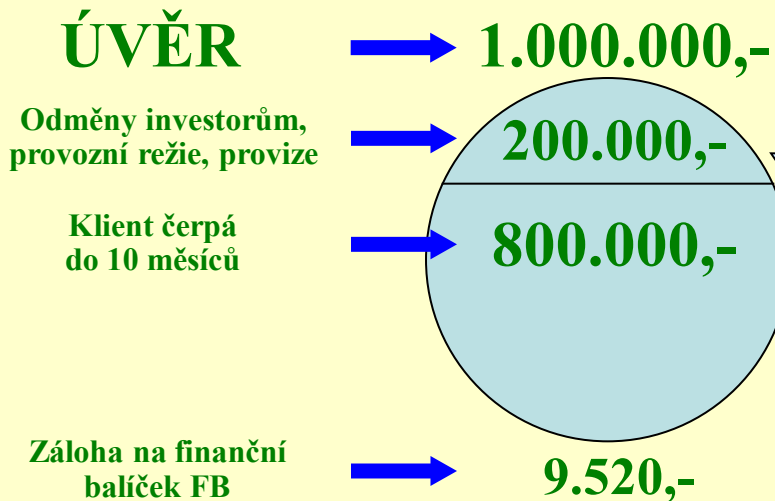 ÚVĚR
1.000.000,-
Odměny investorům,
provozní režie, provize
200.000,-
Klient čerpá
do 10 měsíců
800.000,-
Záloha na finanční
balíček FB
9.520,-